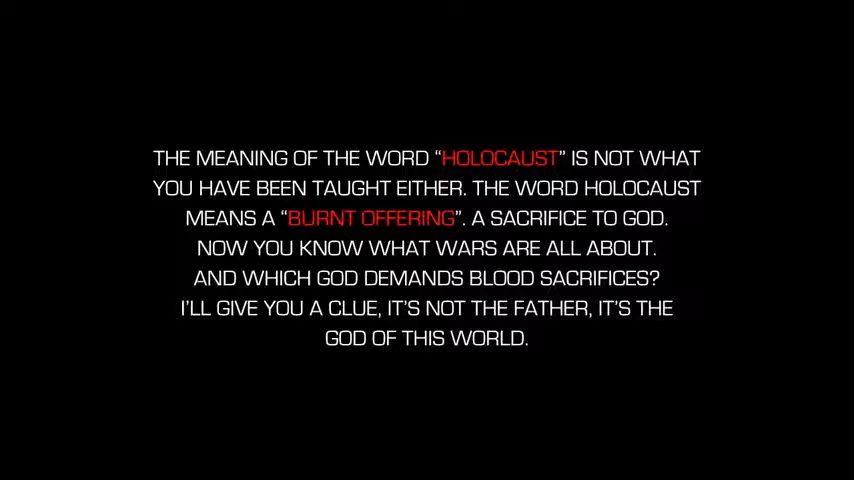 THE MEANING OF THE WORD “HOLOCAUST” IS NOT WHAT
YOU HAVE BEEN TAUGHT EITHER. THE WORD HOLOCAUST
MEANS A “BURNT OFFERING”. A SACRIFICE TO GOD.
NOW YOU KNOW WHAT WARS ARE ALL ABOUT.
AND WHICH GOD DEMANDS BLOOD SACRIFICES?
I’LL GIVE YOU A CLUE, IT’S NOT THE FATHER, IT’S THE
GOD OF THIS WORLD.